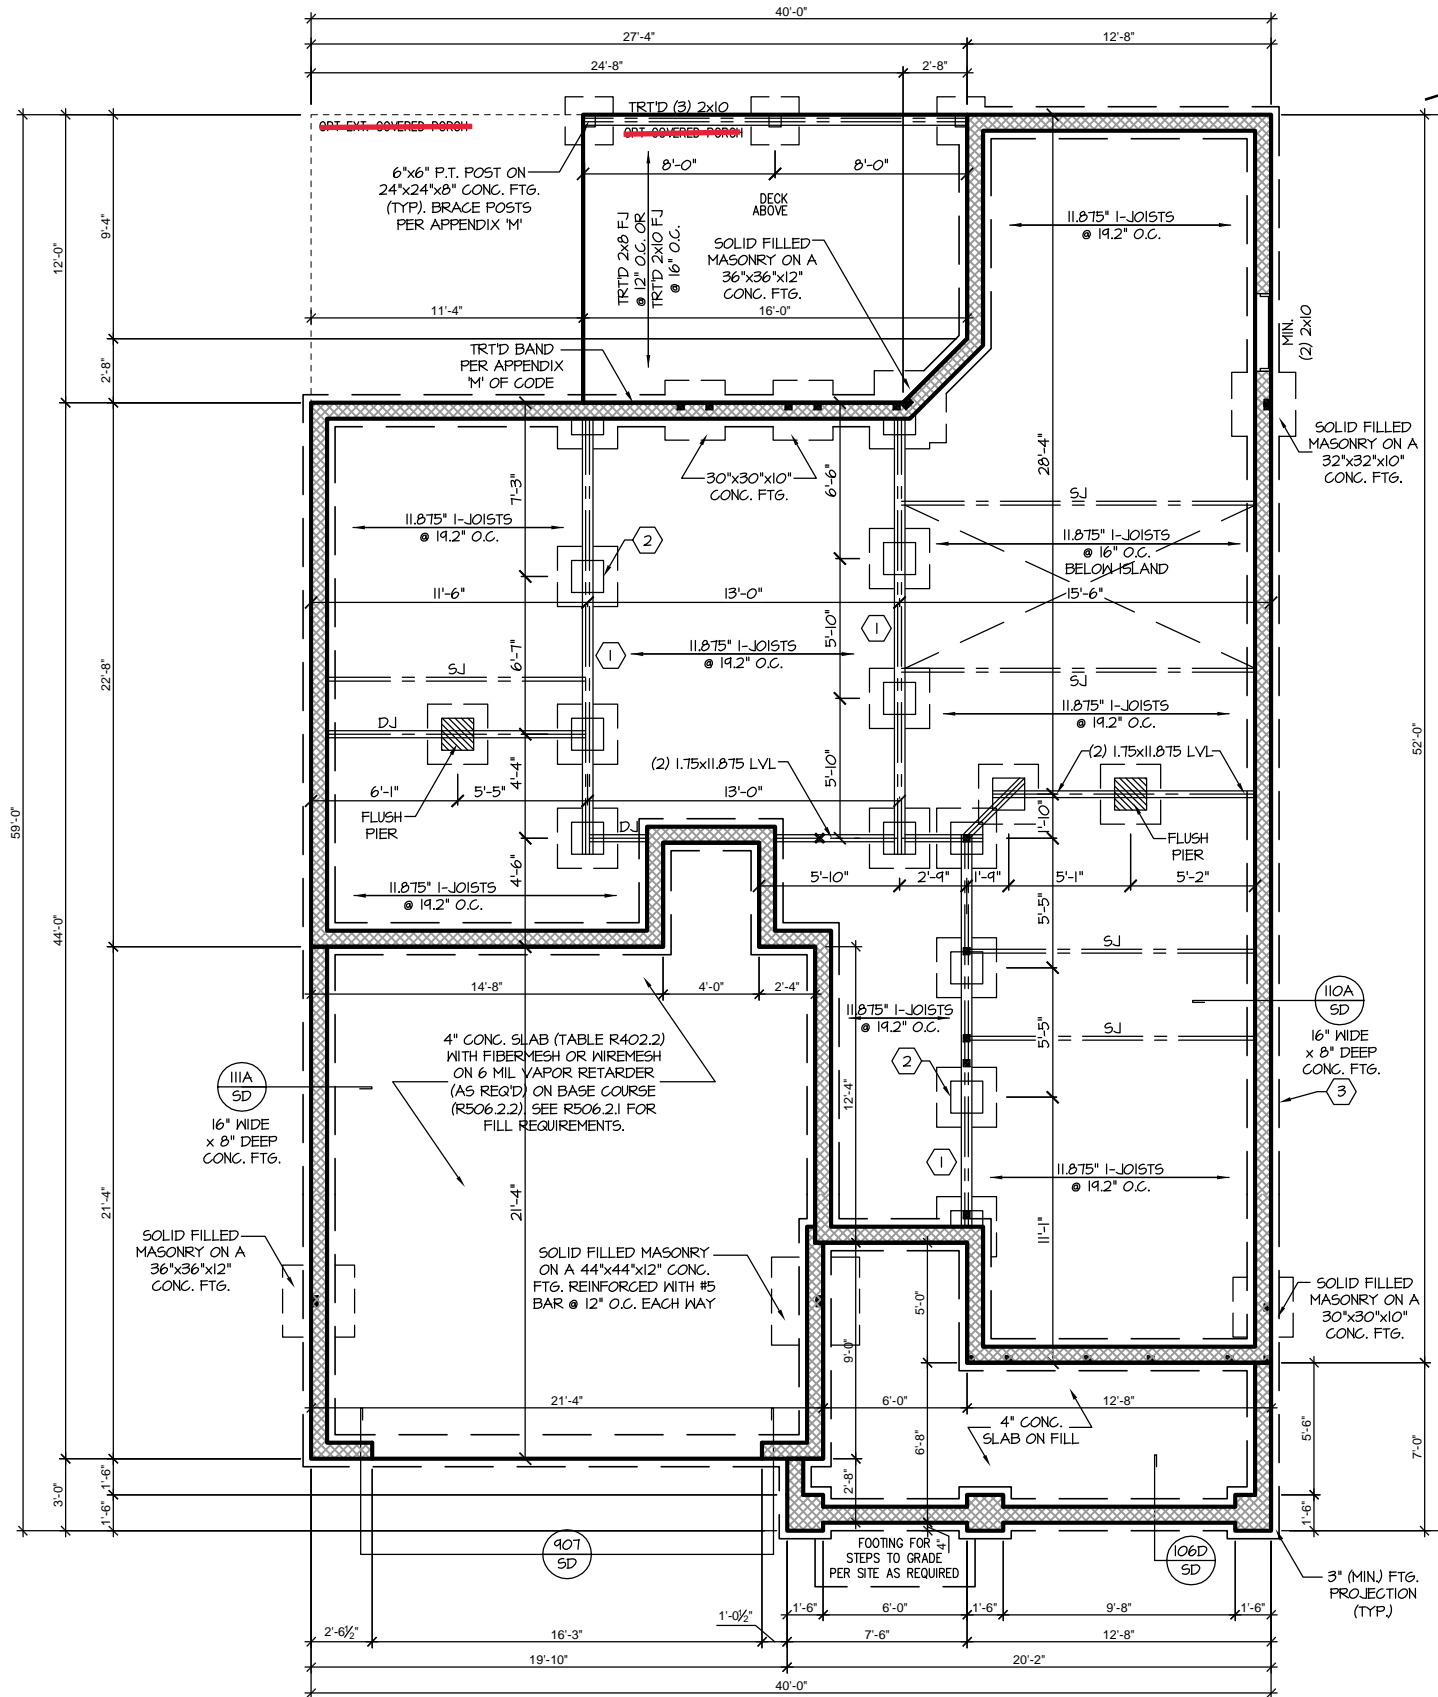 40'-0"
27'-4"
12'-8"
24'-8"
2'-8"
OPT EXT COVERED PORCH
TRT'D (3) 2x10
OPT COVERED PORCH
6"x6" P.T. POST ON
24"x24"x8" CONC. FTG.
(TYP). BRACE POSTS
PER APPENDIX 'M'
8'-0"
8'-0"
DECK
ABOVE
TRT'D 2x8 FJ
@ 12" O.C. OR
TRT'D 2x10 FJ
@ 16" O.C.
SOLID FILLED
MASONRY ON A
36"x36"x12"
CONC. FTG.
11.875" I-JOISTS
@ 19.2" O.C.
9'-4"
12'-0"
2'-8"
11'-4"
16'-0"
MIN.
(2) 2x10
TRT'D BAND
PER APPENDIX
'M' OF CODE
SOLID FILLED
MASONRY ON A
32"x32"x10"
CONC. FTG.
28'-4"
7'-3"
30"x30"x10"
CONC. FTG.
6'-6"
SJ
11.875" I-JOISTS
@ 19.2" O.C.
2
11.875" I-JOISTS
@ 16" O.C.
BELOW ISLAND
11'-6"
13'-0"
15'-6"
1
1
5'-10"
6'-7"
11.875" I-JOISTS
@ 19.2" O.C.
22'-8"
SJ
SJ
11.875" I-JOISTS
@ 19.2" O.C.
DJ
52'-0"
59'-0"
(2) 1.75x11.875 LVL
(2) 1.75x11.875 LVL
4'-4"
5'-10"
6'-1"
5'-5"
13'-0"
FLUSH
PIER
1'-10"
DJ
FLUSH
PIER
4'-6"
5'-10"
2'-9"
1'-9"
5'-1"
5'-2"
11.875" I-JOISTS
@ 19.2" O.C.
5'-5"
44'-0"
SJ
14'-8"
4'-0"
2'-4"
11.875" I-JOISTS
@ 19.2" O.C.
110A
SD
16" WIDE
x 8" DEEP
CONC. FTG.
3
5'-5"
SJ
4" CONC. SLAB (TABLE R402.2)
WITH FIBERMESH OR WIREMESH
ON 6 MIL VAPOR RETARDER
(AS REQ'D) ON BASE COURSE
(R506.2.2). SEE R506.2.1 FOR
FILL REQUIREMENTS.
2
111A
SD
16" WIDE
x 8" DEEP
CONC. FTG.
12'-4"
1
11.875" I-JOISTS
@ 19.2" O.C.
21'-4"
21'-4"
11'-1"
SOLID FILLED
MASONRY ON A
36"x36"x12"
CONC. FTG.
SOLID FILLED MASONRY
ON A 44"x44"x12" CONC.
FTG. REINFORCED WITH #5
BAR @ 12" O.C. EACH WAY
5'-0"
9'-0"
SOLID FILLED
MASONRY ON A
30"x30"x10"
CONC. FTG.
21'-4"
6'-0"
12'-8"
4" CONC.
SLAB ON FILL
6'-8"
5'-6"
7'-0"
3'-0"
1'-6"
1'-6"
2'-8"
1'-6"
4"
907
SD
FOOTING FOR
STEPS TO GRADE
PER SITE AS REQUIRED
106D
SD
3" (MIN.) FTG.
PROJECTION
(TYP.)
1'-6"
6'-0"
1'-6"
9'-8"
1'-6"
2'-6½"
16'-3"
1'-0½"
7'-6"
12'-8"
19'-10"
20'-2"
40'-0"